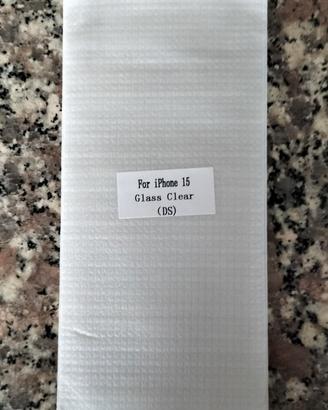 For iPhone 15
Glass Clear
(DS)